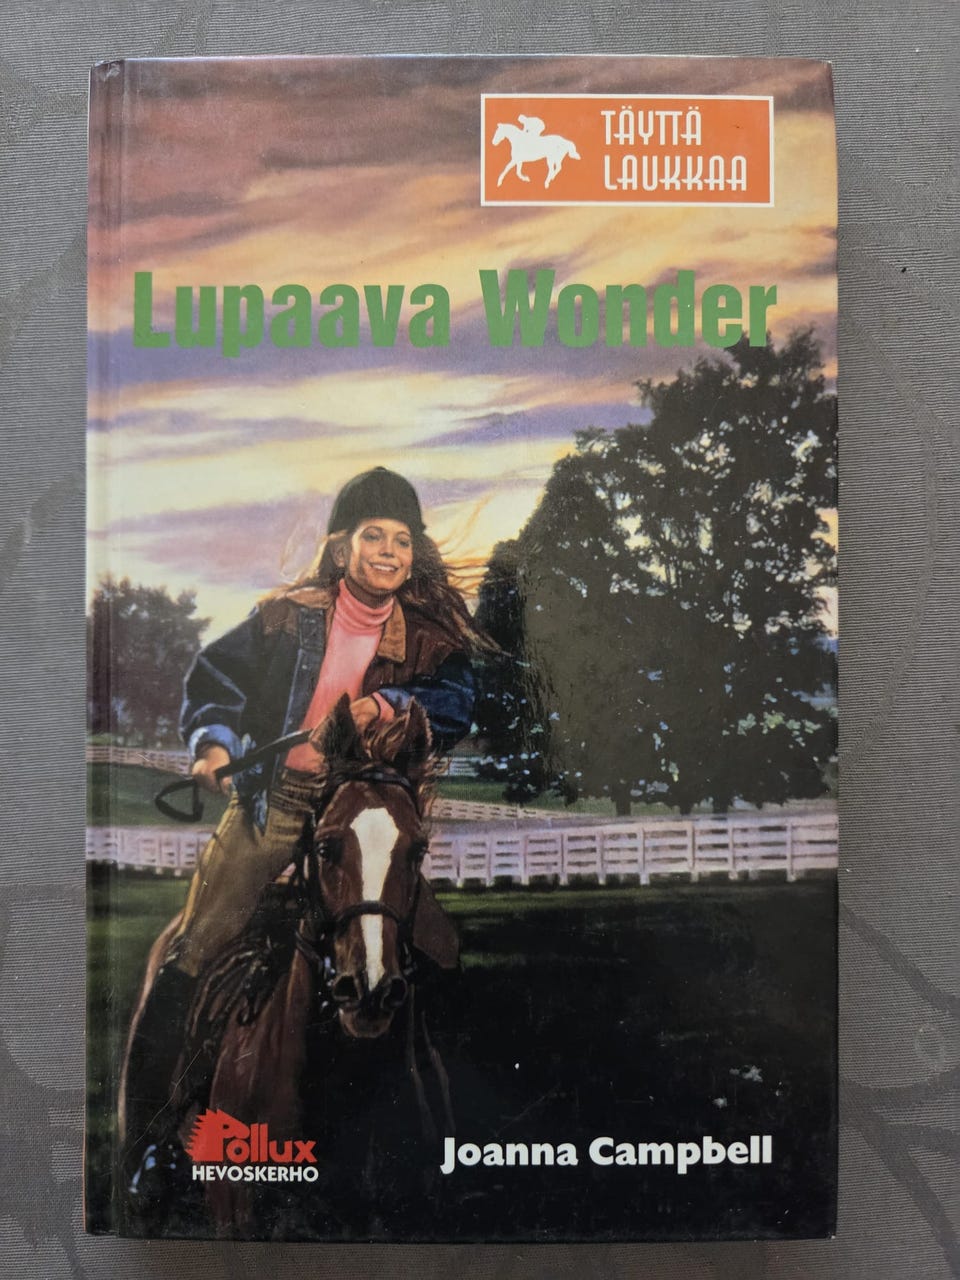 TÄYTTÄ
LAUKKAA
Lupaava Wonder
Pollux
HEVOSKERHO
Joanna Campbell